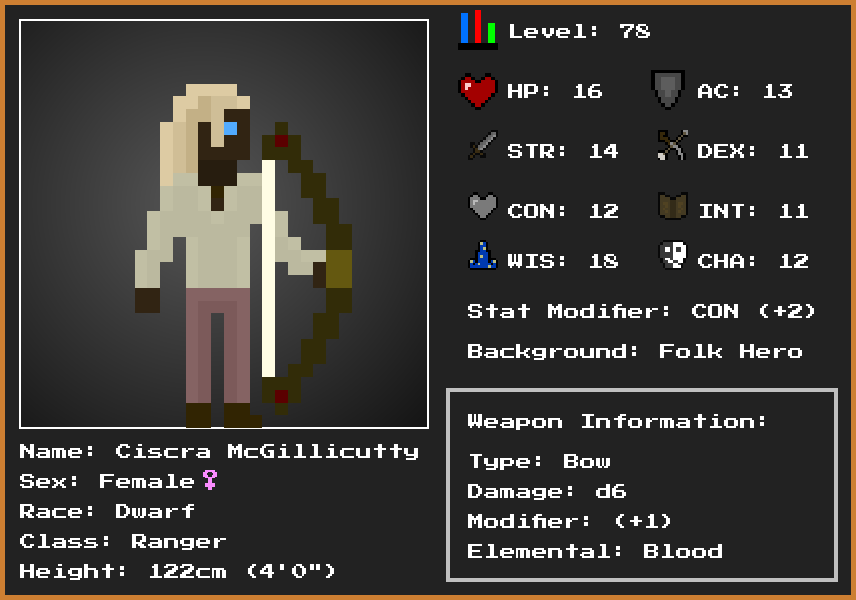 Level: 78
HP: 16 AC: 13
STR: 14 DEX: 11
CON: 12 INT: 11
WIS: 18 CHA: 12
Stat Modifier: CON (+2)
Background: Folk Hero
Weapon Information:
Type: Bow
Damage: d6
Modifier: (+1)
Elemental: Blood
Name: Ciscra McGillicutty
Sex: Female♀
Race: Dwarf
Class: Ranger
Height: 122cm (4'0")